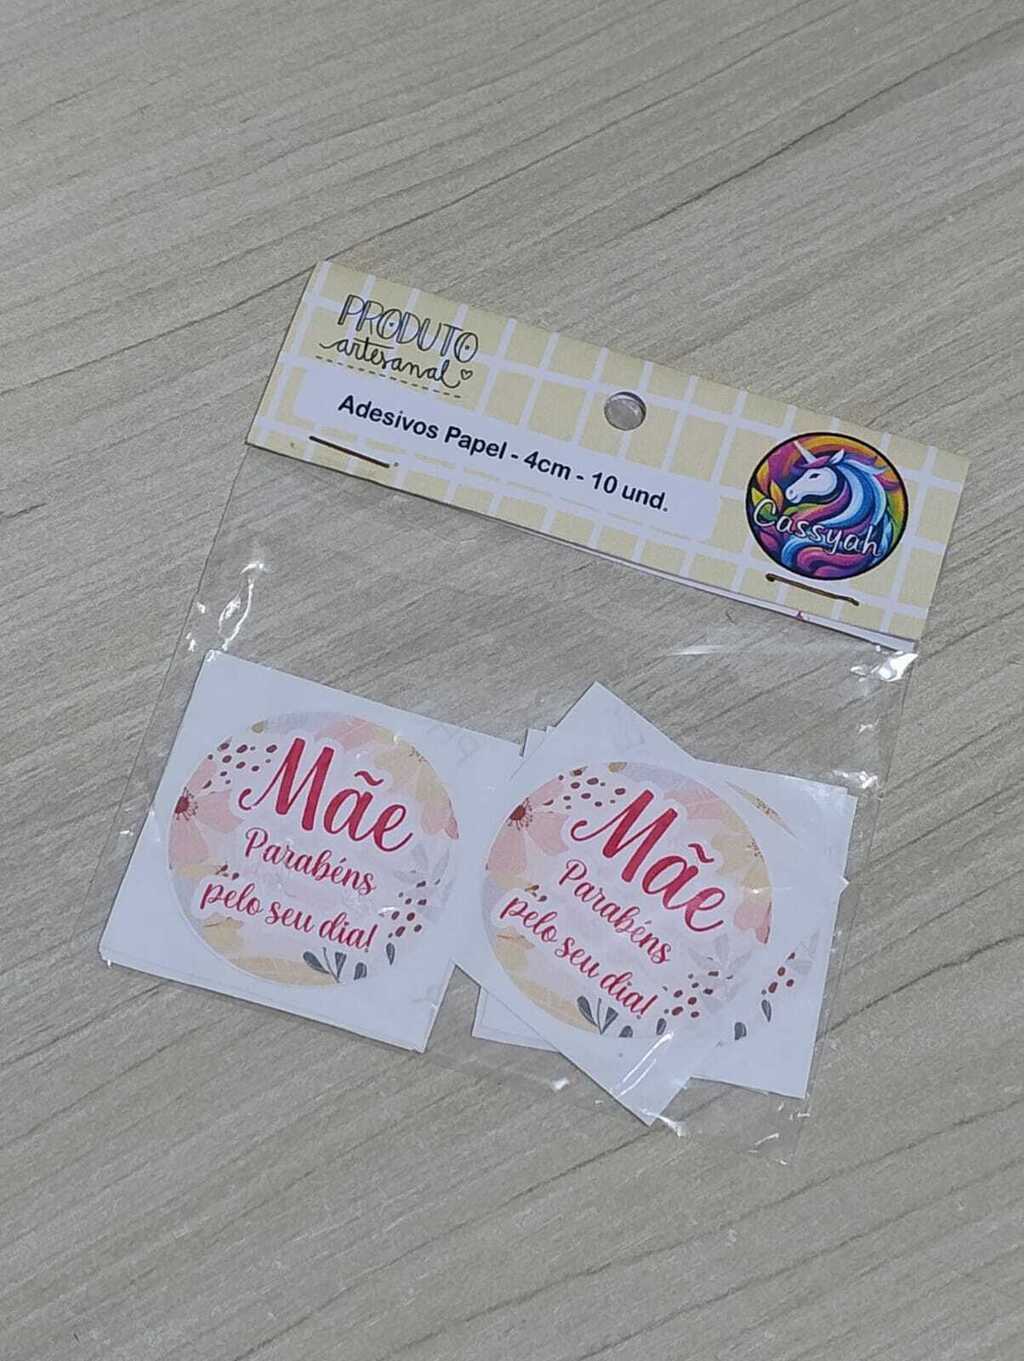 PRODUTO
artesanal
Adesivos Papel - 4cm - 10 und.
Cassyah
Mãe
Parabéns
pelo seu dia!
Mãe
Parabéns
pelo seu dia!